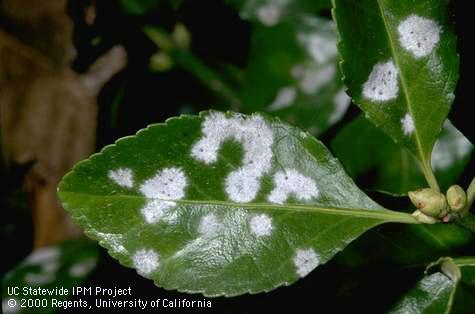 UC Statewide IPM Project
© 2000 Regents, University of California